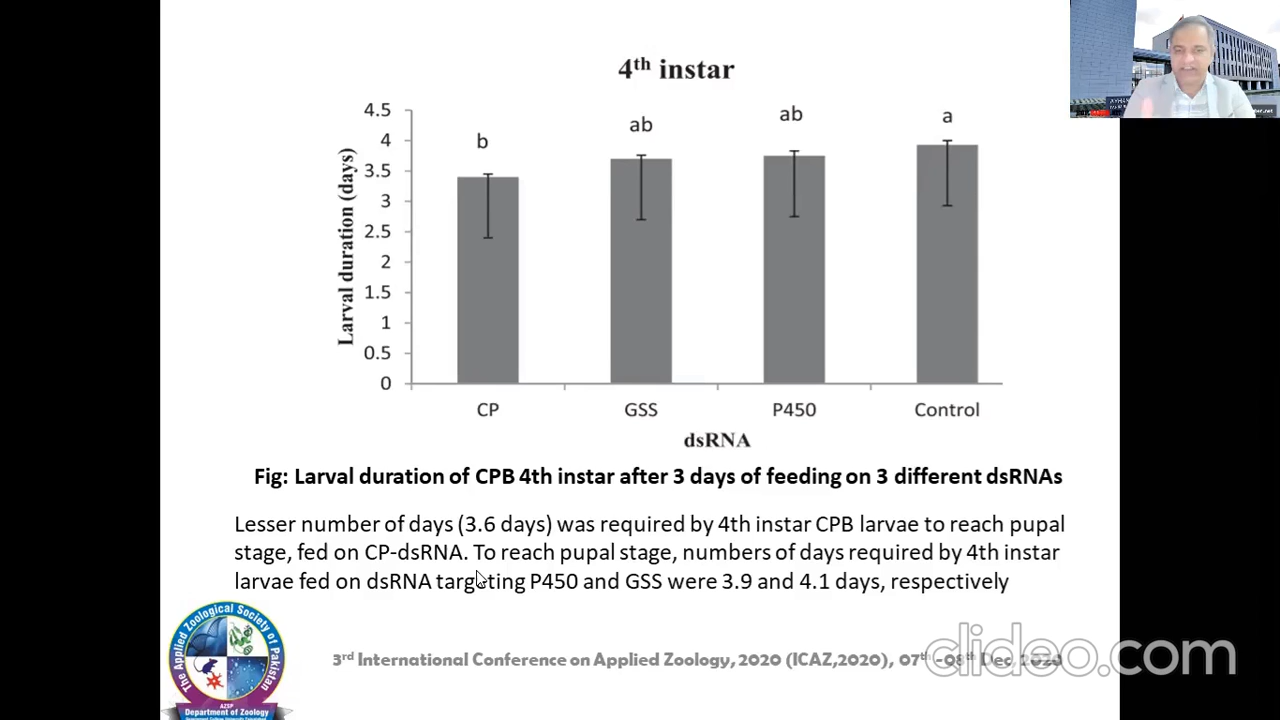 4th instar
4.5
4
3.5
3
2.5
2
1.5
1
0.5
0
Larval duration (days)
b
ab
ab
a
CP
GSS
P450
Control
dsRNA
Fig: Larval duration of CPB 4th instar after 3 days of feeding on 3 different dsRNAs
Lesser number of days (3.6 days) was required by 4th instar CPB larvae to reach pupal
stage, fed on CP-dsRNA. To reach pupal stage, numbers of days required by 4th instar
larvae fed on dsRNA targeting P450 and GSS were 3.9 and 4.1 days, respectively
The Applied Zoological Society of Pakistan
AZSP
Department of Zoology
3rd International Conference on Applied Zoology, 2020 (ICAZ,2020), 07th -08th Dec, 2020
clideo.com